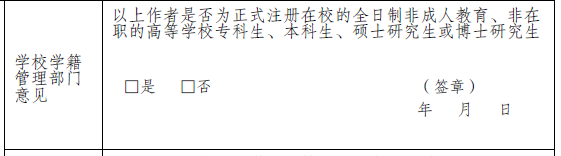 以上作者是否为正式注册在校的全日制非成人教育、非在
职的高等学校专科生、本科生、硕士研究生或博士研究生
学校学籍
管理部门
意见
□是 □否 （签章）
年 月 日